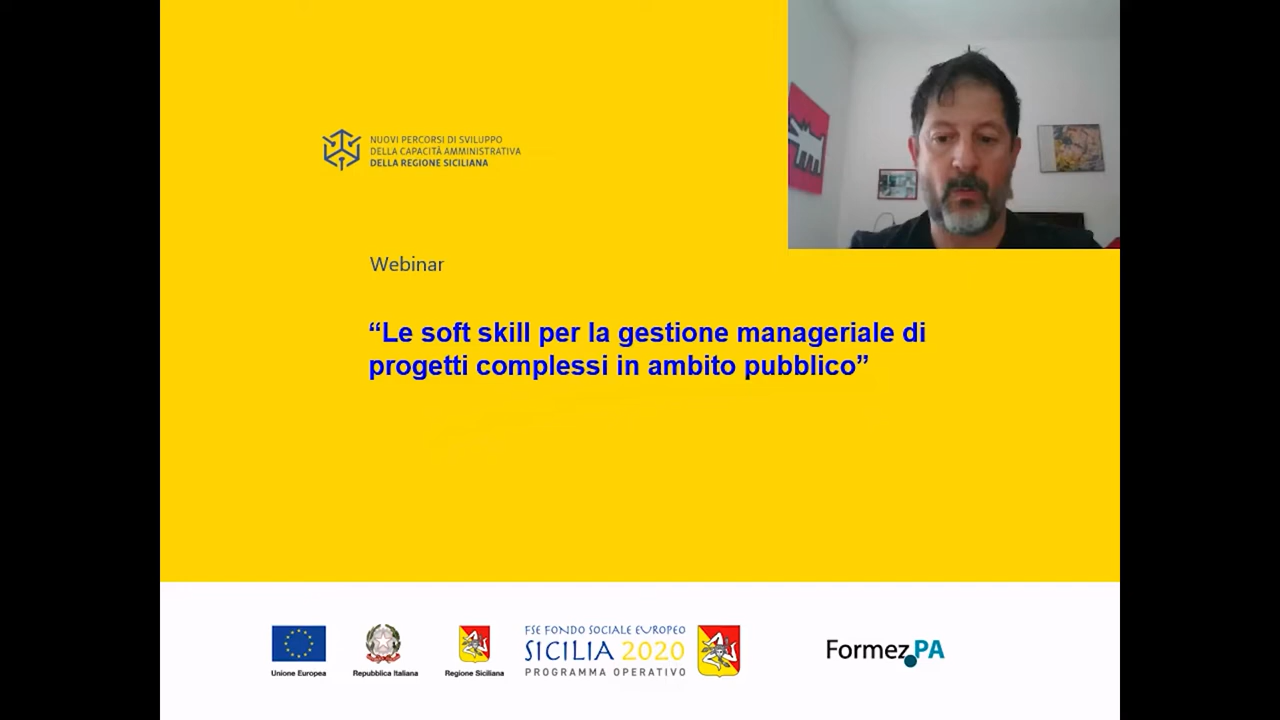 NUOVI PERCORSI DI SVILUPPO
DELLA CAPACITÀ AMMINISTRATIVA
DELLA REGIONE SICILIANA
Webinar
“Le soft skill per la gestione manageriale di
progetti complessi in ambito pubblico”
Unione Europea
Repubblica Italiana
Regione Siciliana
FSE FONDO SOCIALE EUROPEO
SICILIA 2020
PROGRAMMA OPERATIVO
Formez PA